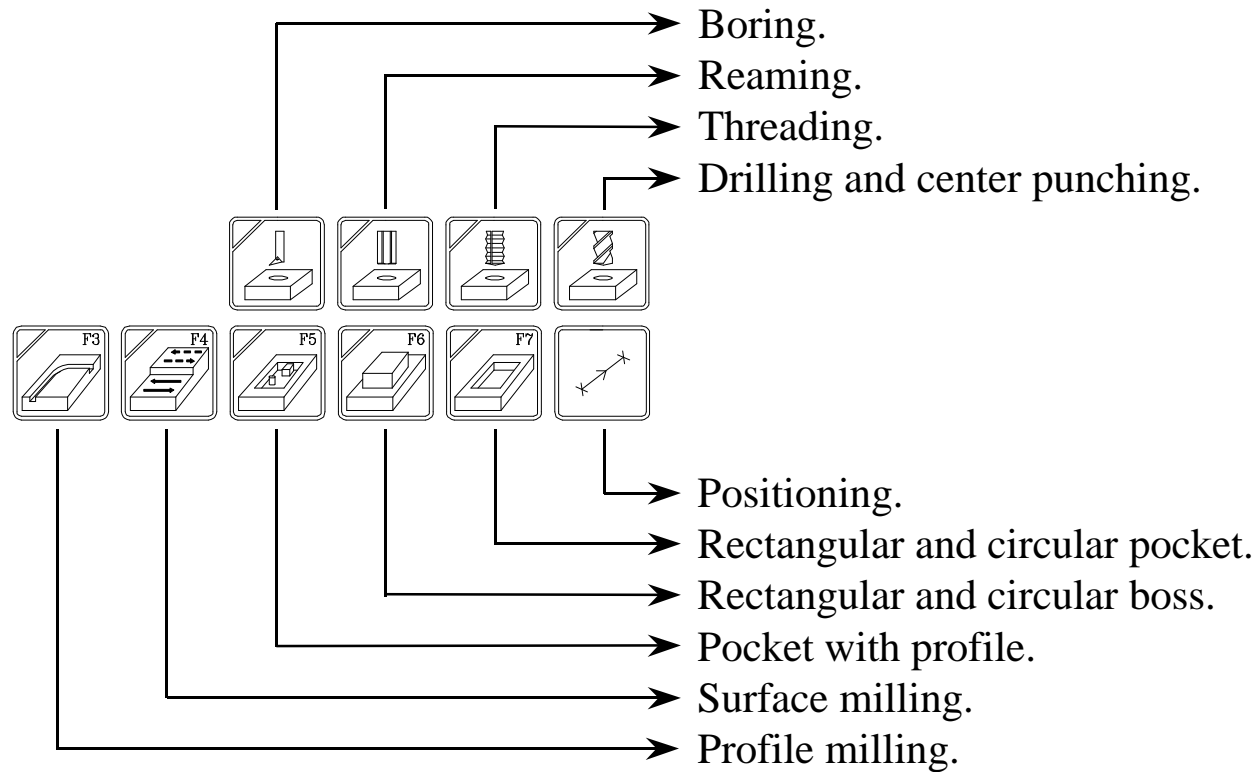 Boring.
Reaming.
Threading.
Drilling and center punching.
F3 F4 F5 F6 F7
Positioning.
Rectangular and circular pocket.
Rectangular and circular boss.
Pocket with profile.
Surface milling.
Profile milling.